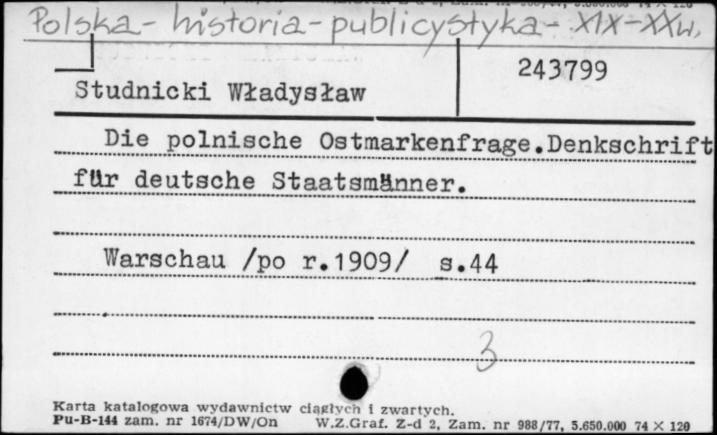 Polska - historia - publicystyka - XIX-XXw.
243799
Studnicki Władysław
Die polnische Ostmarkenfrage.Denkschrift
für deutsche Staatsmänner.
Warschau /po r.1909/ s.44
3
Karta katalogowa wydawnictw ciągłych i zwartych.
Pu-B-144 zam. nr 1674/DW/On W.Z.Graf. Z-d 2, Zam. nr 988/77, 5.650.000 74 X 120